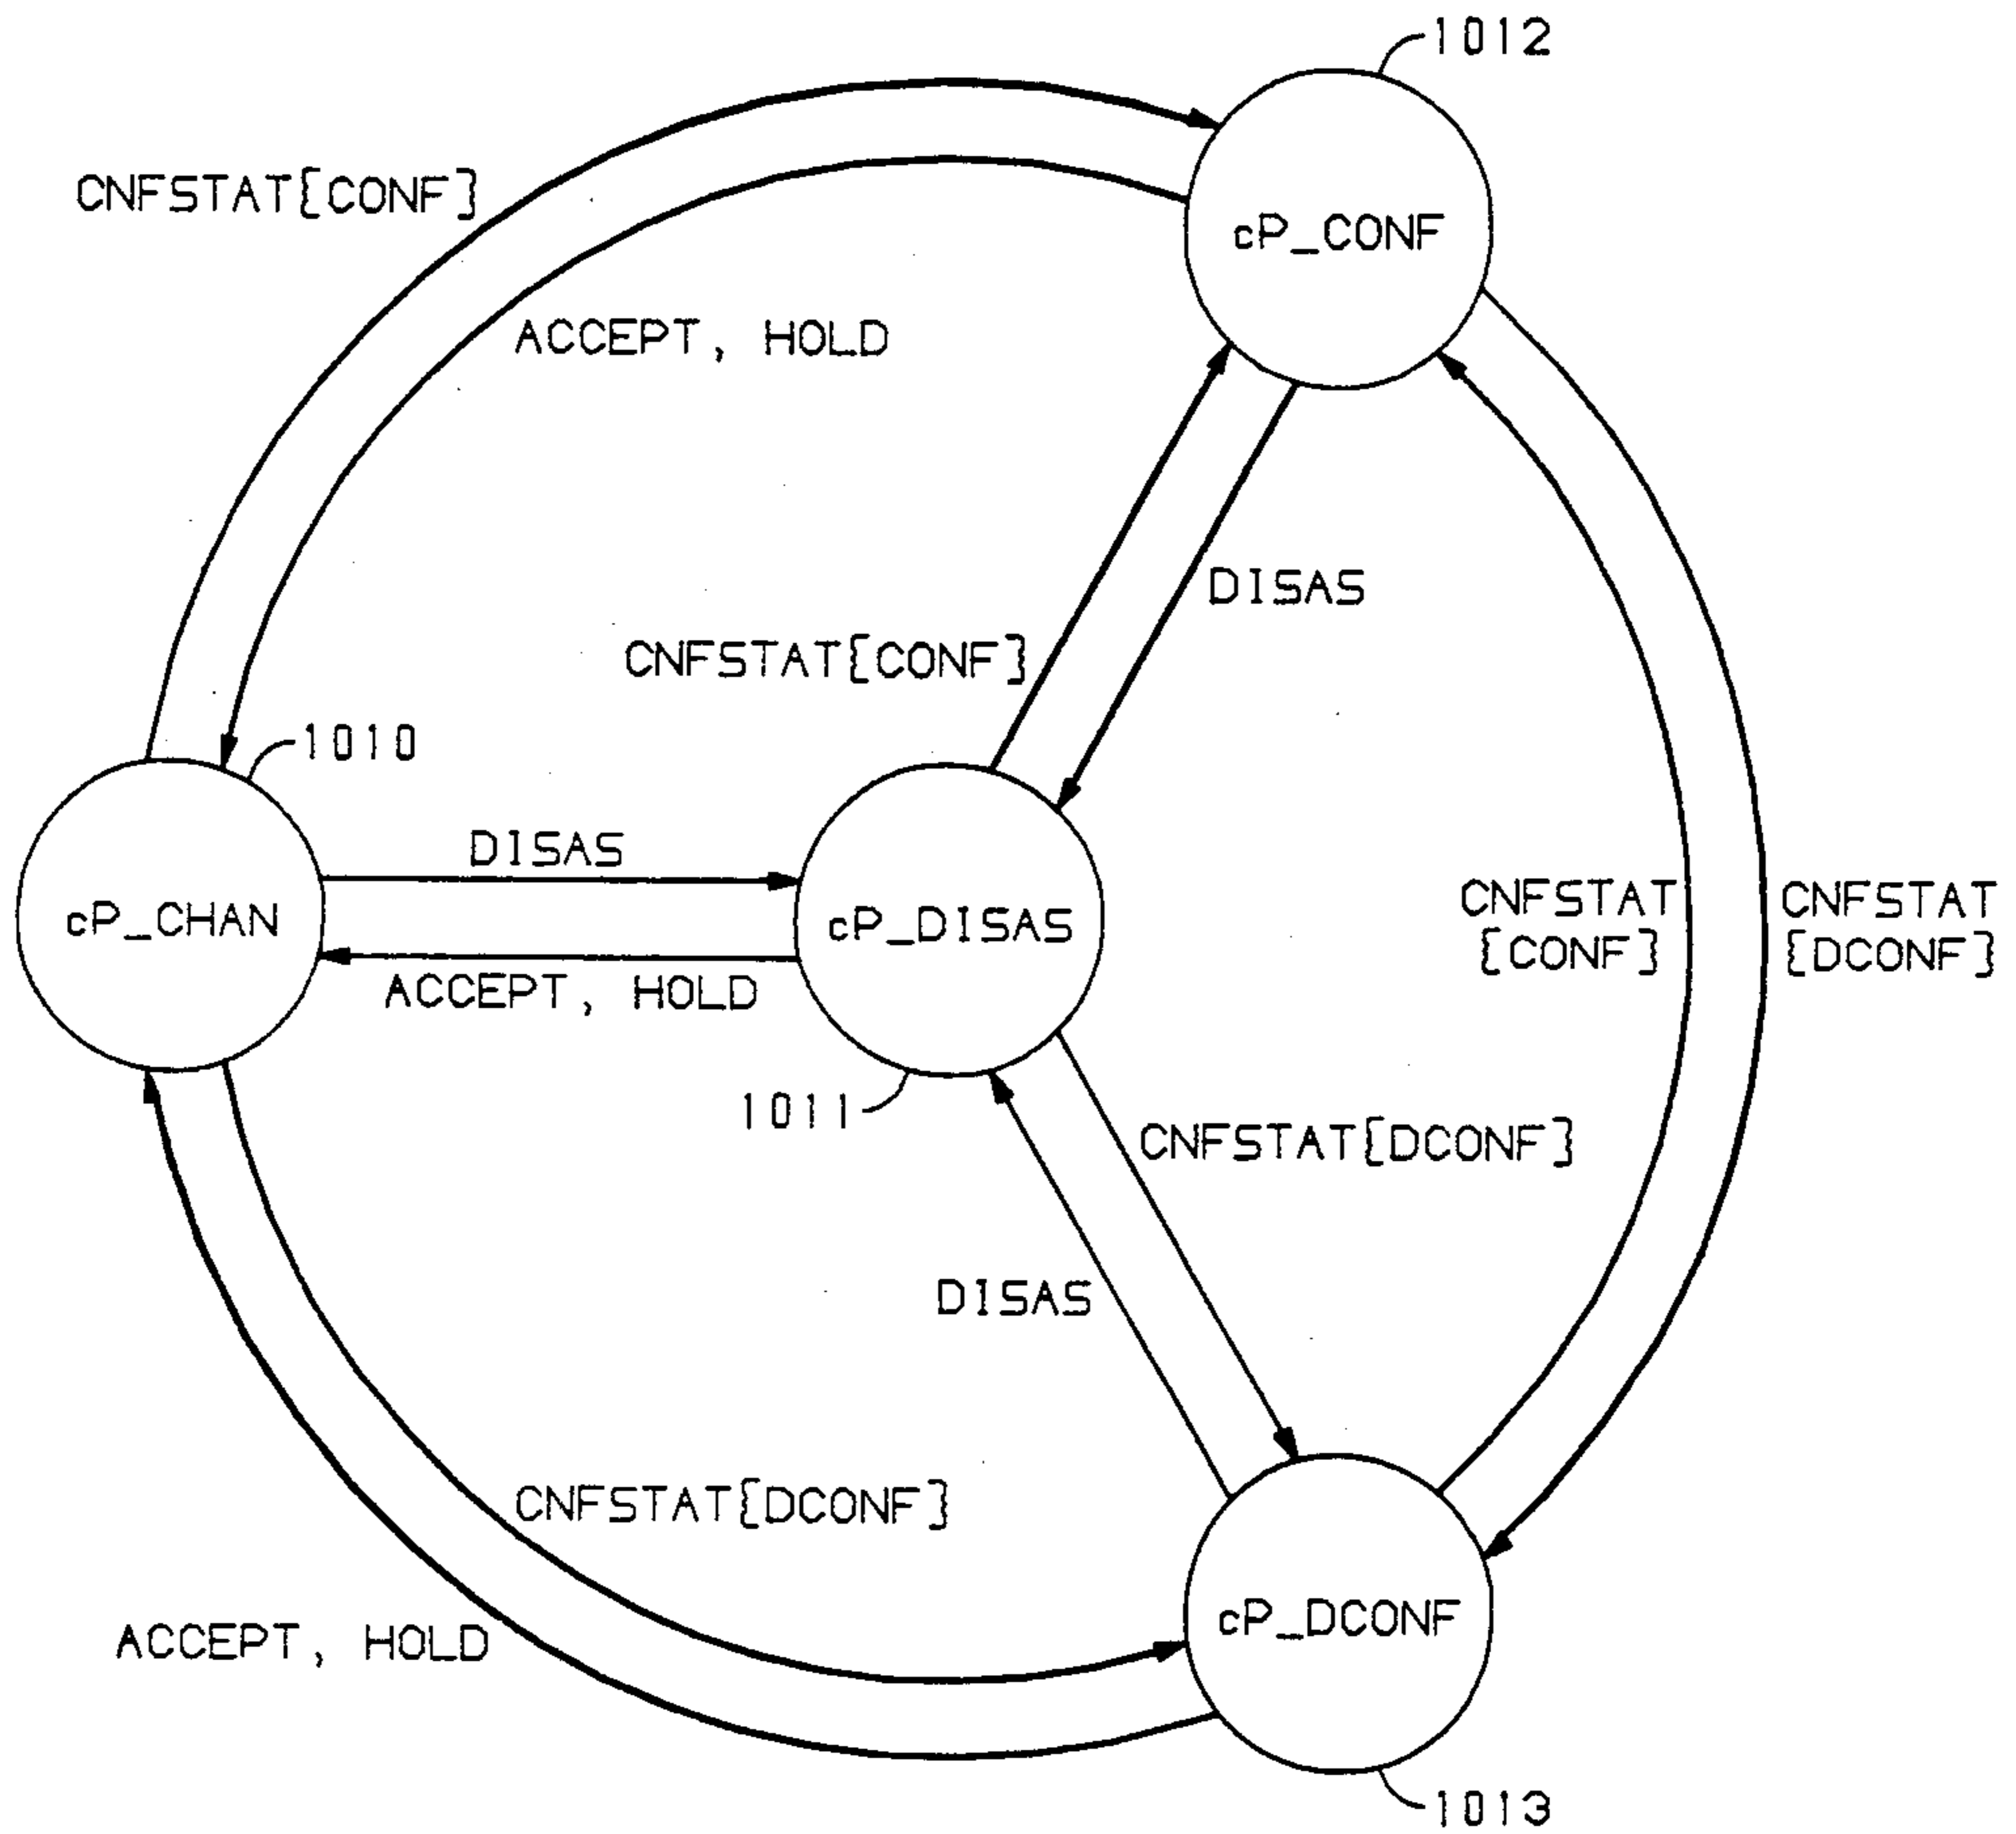 1012
CNFSTAT[CONF]
cP_CONF
ACCEPT, HOLD
DISAS
CNFSTAT[CONF]
1010
DISAS
cP_CHAN
cP_DISAS
CNFSTAT
[CONF]
CNFSTAT
[DCONF]
ACCEPT, HOLD
1011
CNFSTAT[DCONF]
DISAS
CNFSTAT[DCONF]
cP_DCONF
ACCEPT, HOLD
1013